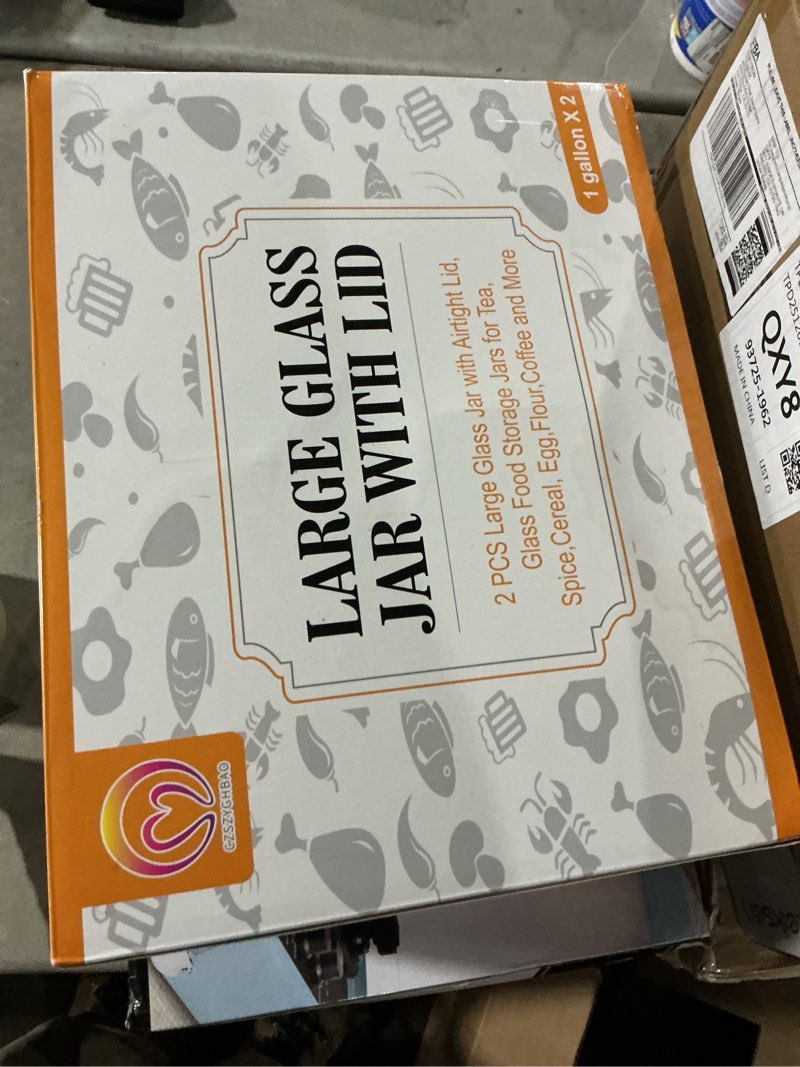 LARGE GLASS
JAR WITH LID
2 PCS Large Glass Jar with Airtight Lid,
Glass Food Storage Jars for Tea,
Spice,Cereal, Egg,Flour,Coffee and More
1 gallon X 2
CZSZYGHBAO
QXY8
93725-1962
MADE IN CHINA
LIST D